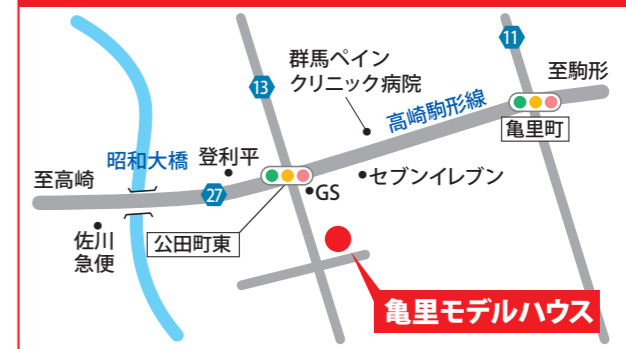 11
群馬ペイン
クリニック病院
至駒形
13
高崎駒形線
亀里町
昭和大橋
登利平
セブンイレブン
至高崎
27
GS
佐川
急便
公田町東
亀里モデルハウス